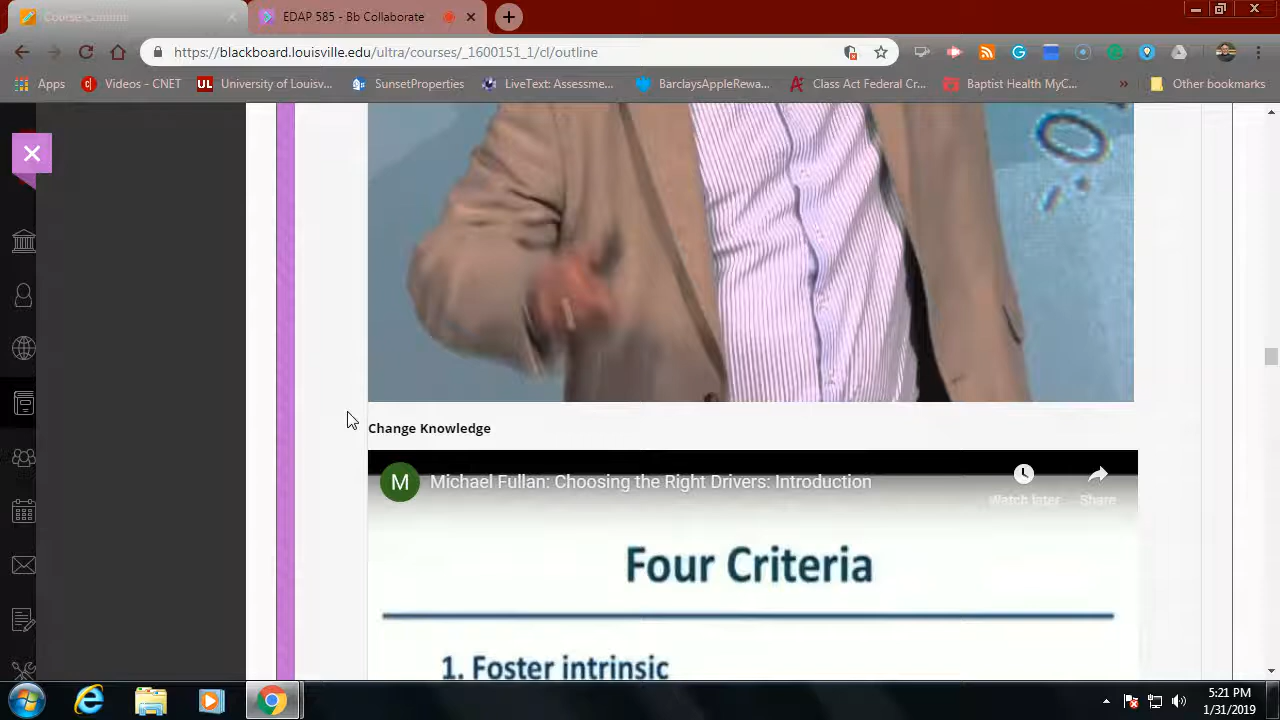 Course Content
EDAP 585 - Bb Collaborate
https://blackboard.louisville.edu/ultra/courses/_1600151_1/cl/outline
Apps
Videos - CNET
University of Louisv...
SunsetProperties
LiveText: Assessme...
BarclaysAppleRewa...
Class Act Federal Cr...
Baptist Health MyC...
Other bookmarks
Change Knowledge
M
Michael Fullan: Choosing the Right Drivers: Introduction
Watch later
Share
Four Criteria
1. Foster intrinsic
5:21 PM
1/31/2019